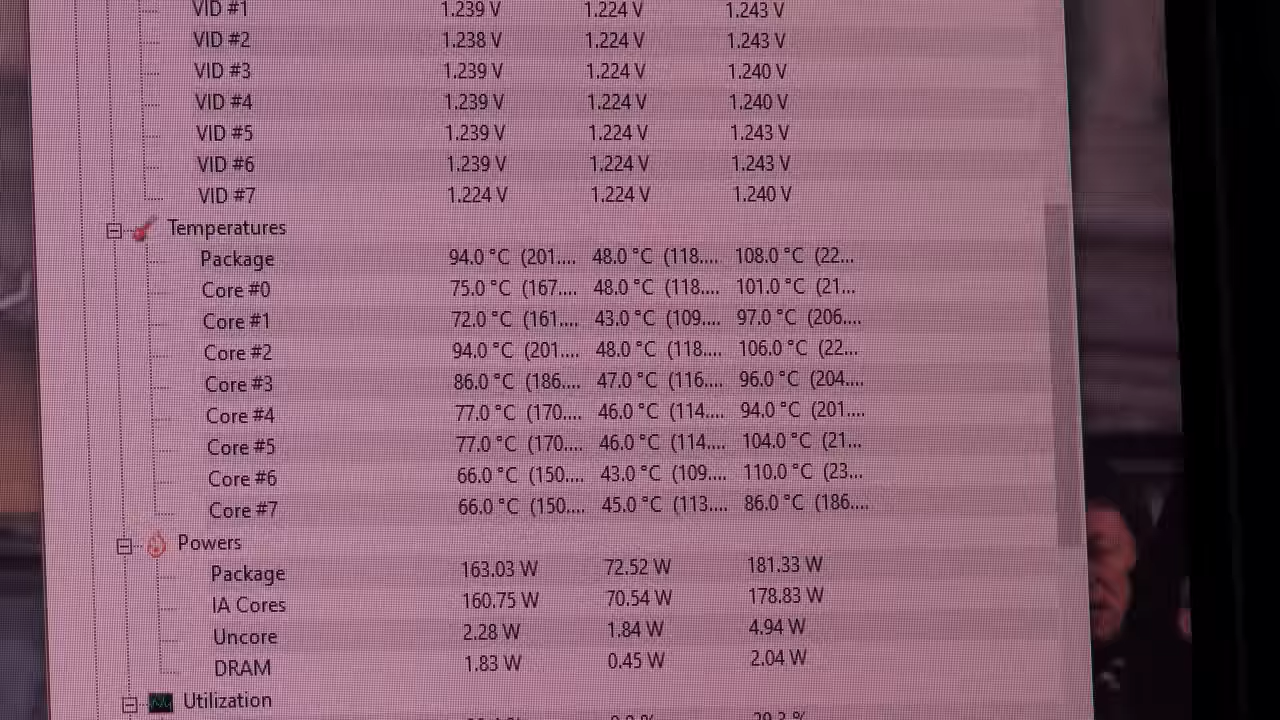 VID #1 1.239 V 1.224 V 1.243 V
VID #2 1.238 V 1.224 V 1.243 V
VID #3 1.239 V 1.224 V 1.240 V
VID #4 1.239 V 1.224 V 1.240 V
VID #5 1.239 V 1.224 V 1.243 V
VID #6 1.239 V 1.224 V 1.243 V
VID #7 1.224 V 1.224 V 1.240 V
Temperatures
Package 94.0 °C (201.... 48.0 °C (118.... 108.0 °C (22...
Core #0 75.0 °C (167.... 48.0 °C (118.... 101.0 °C (21...
Core #1 72.0 °C (161.... 43.0 °C (109.... 97.0 °C (206....
Core #2 94.0 °C (201.... 48.0 °C (118.... 106.0 °C (22...
Core #3 86.0 °C (186.... 47.0 °C (116.... 96.0 °C (204....
Core #4 77.0 °C (170.... 46.0 °C (114.... 94.0 °C (201....
Core #5 77.0 °C (170.... 46.0 °C (114.... 104.0 °C (21...
Core #6 66.0 °C (150.... 43.0 °C (109.... 110.0 °C (23...
Core #7 66.0 °C (150.... 45.0 °C (113.... 86.0 °C (186....
Powers
Package 163.03 W 72.52 W 181.33 W
IA Cores 160.75 W 70.54 W 178.83 W
Uncore 2.28 W 1.84 W 4.94 W
DRAM 1.83 W 0.45 W 2.04 W
Utilization